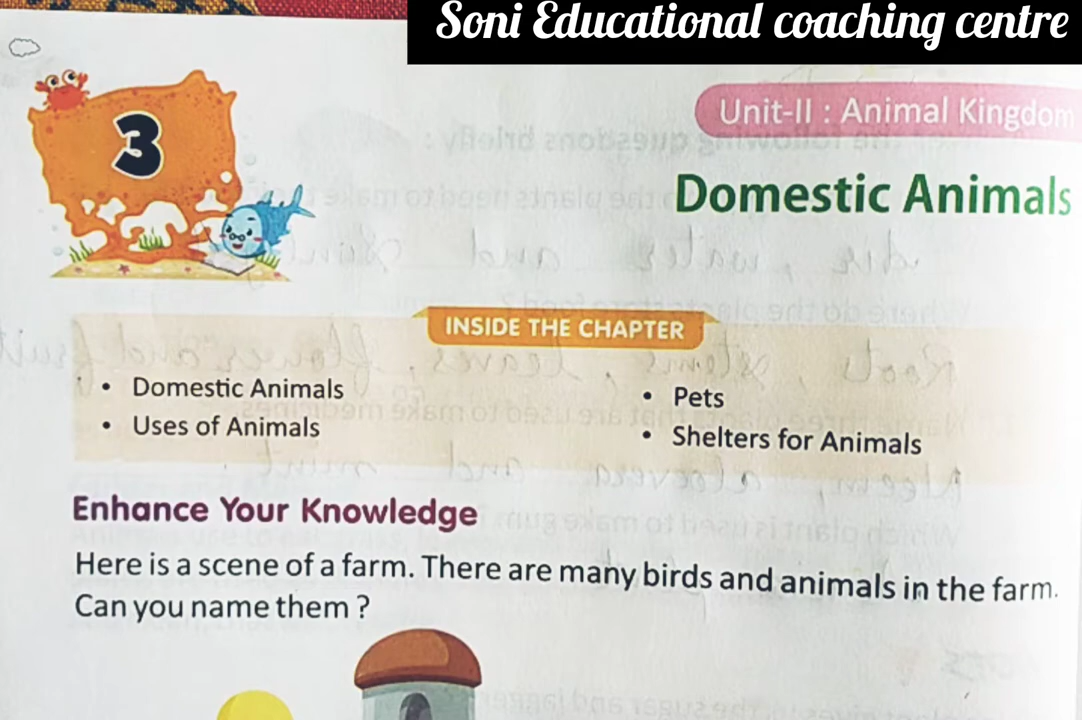 Soni Educational coaching centre
3
Unit-II : Animal Kingdom
Domestic Animals
INSIDE THE CHAPTER
• Domestic Animals
• Uses of Animals
• Pets
• Shelters for Animals
Enhance Your Knowledge
Here is a scene of a farm. There are many birds and animals in the farm.
Can you name them ?